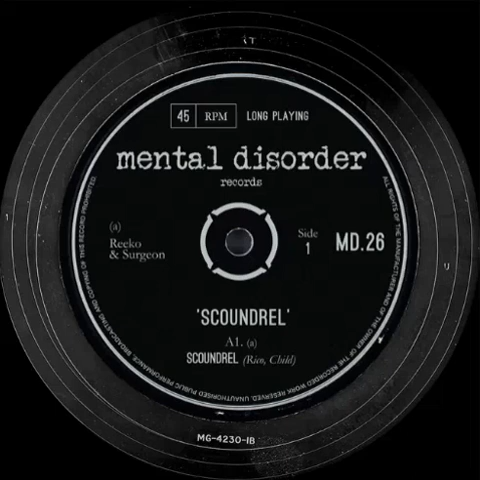 45 RPM LONG PLAYING
mental disorder
records
(a)
Reeko
& Surgeon
Side
1
MD.26
'SCOUNDREL'
A1. (a)
SCOUNDREL (Rico, Child)
ALL RIGHTS OF THE MANUFACTURER AND OF THE OWNER OF THE RECORDED WORK RESERVED. UNAUTHORISED PUBLIC PERFORMANCE, BROADCASTING AND COPYING OF THIS RECORD PROHIBITED.
MG-4230-IB